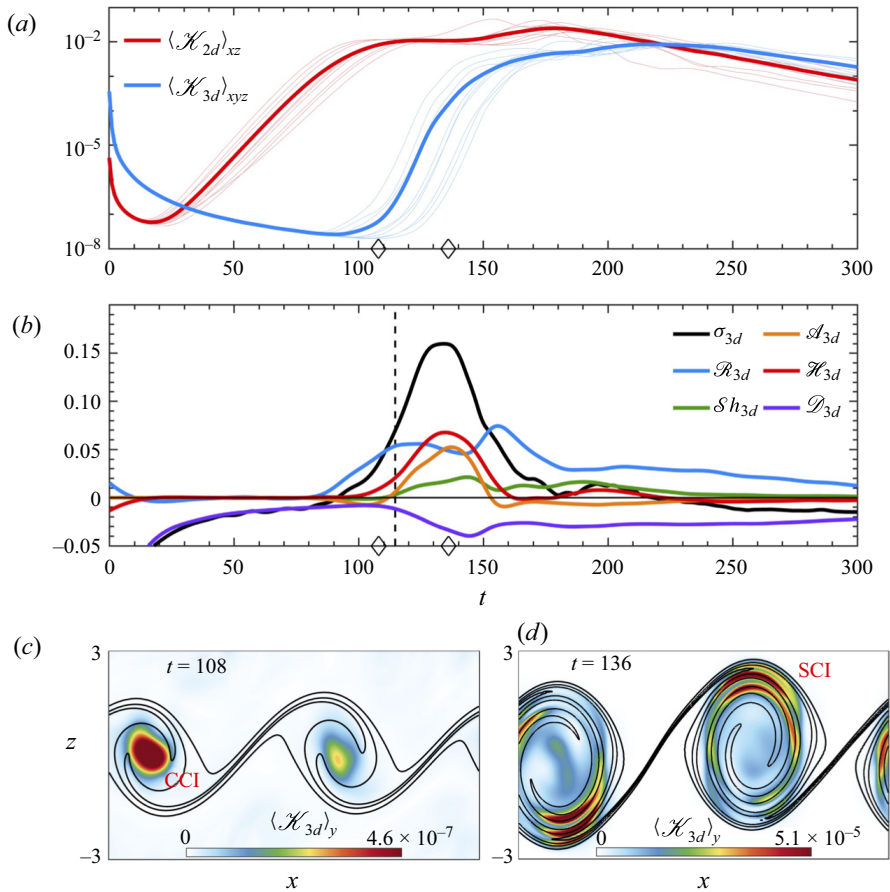 (a)
10⁻²
10⁻⁵
10⁻⁸
⟨𝒦₂d⟩xz
⟨𝒦₃d⟩xyz
0 50 100 150 200 250 300
(b)
0.15
0.10
0.05
0
−0.05
σ₃d 𝒜₃d
ℛ₃d ℋ₃d
𝒮h₃d 𝒟₃d
0 50 100 150 200 250 300
t
(c)
3
z
−3
t = 108
CCI
⟨𝒦₃d⟩y
0 4.6 × 10⁻⁷
x
(d)
3
−3
t = 136
SCI
⟨𝒦₃d⟩y
0 5.1 × 10⁻⁵
x